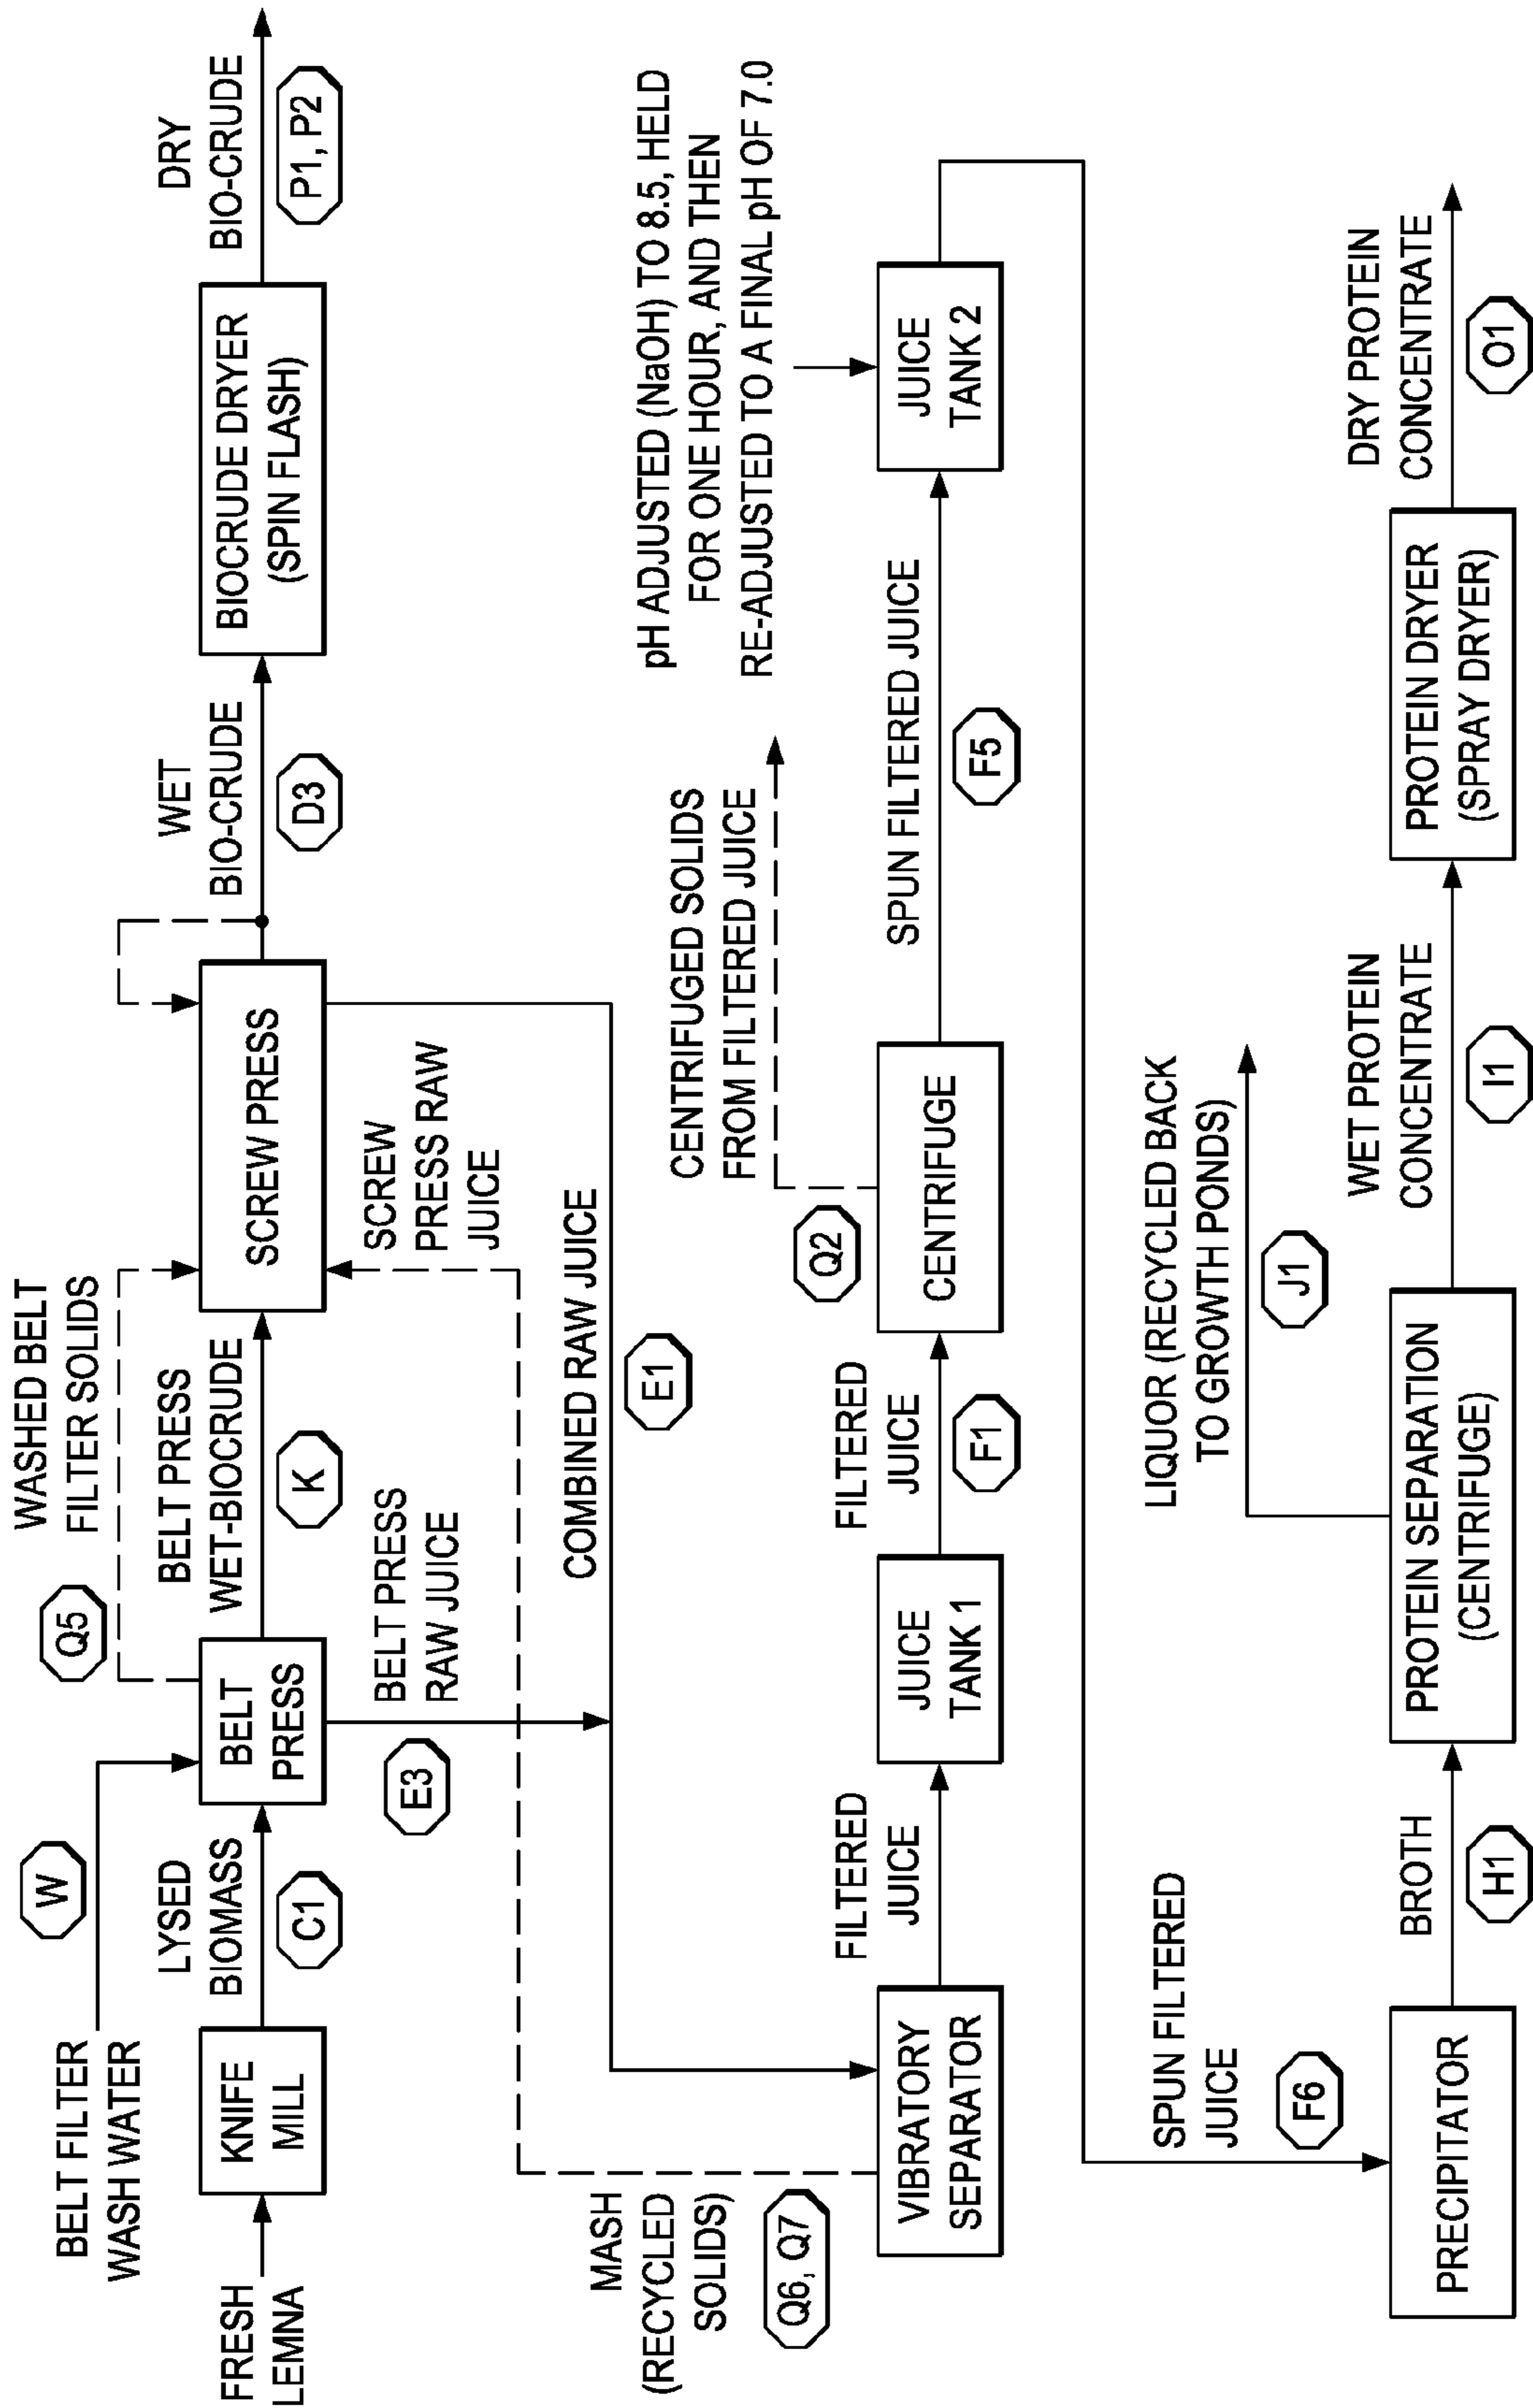 BELT FILTER
WASH WATER
W
FRESH
LEMNA
KNIFE
MILL
LYSED
BIOMASS
C1
BELT
PRESS
Q5
WASHED BELT
FILTER SOLIDS
BELT PRESS
WET-BIOCRUDE
K
E3
BELT PRESS
RAW JUICE
SCREW PRESS
SCREW
PRESS RAW
JUICE
WET
BIO-CRUDE
D3
BIOCRUDE DRYER
(SPIN FLASH)
DRY
BIO-CRUDE
P1, P2
COMBINED RAW JUICE
E1
MASH
(RECYCLED
SOLIDS)
Q6, Q7
VIBRATORY
SEPARATOR
FILTERED
JUICE
JUICE
TANK 1
FILTERED
JUICE
F1
CENTRIFUGE
Q2
CENTRIFUGED SOLIDS
FROM FILTERED JUICE
SPUN FILTERED JUICE
F5
pH ADJUSTED (NaOH) TO 8.5, HELD
FOR ONE HOUR, AND THEN
RE-ADJUSTED TO A FINAL pH OF 7.0
JUICE
TANK 2
SPUN FILTERED
JUICE
F6
PRECIPITATOR
BROTH
H1
PROTEIN SEPARATION
(CENTRIFUGE)
LIQUOR (RECYCLED BACK
TO GROWTH PONDS)
J1
WET PROTEIN
CONCENTRATE
I1
PROTEIN DRYER
(SPRAY DRYER)
DRY PROTEIN
CONCENTRATE
O1